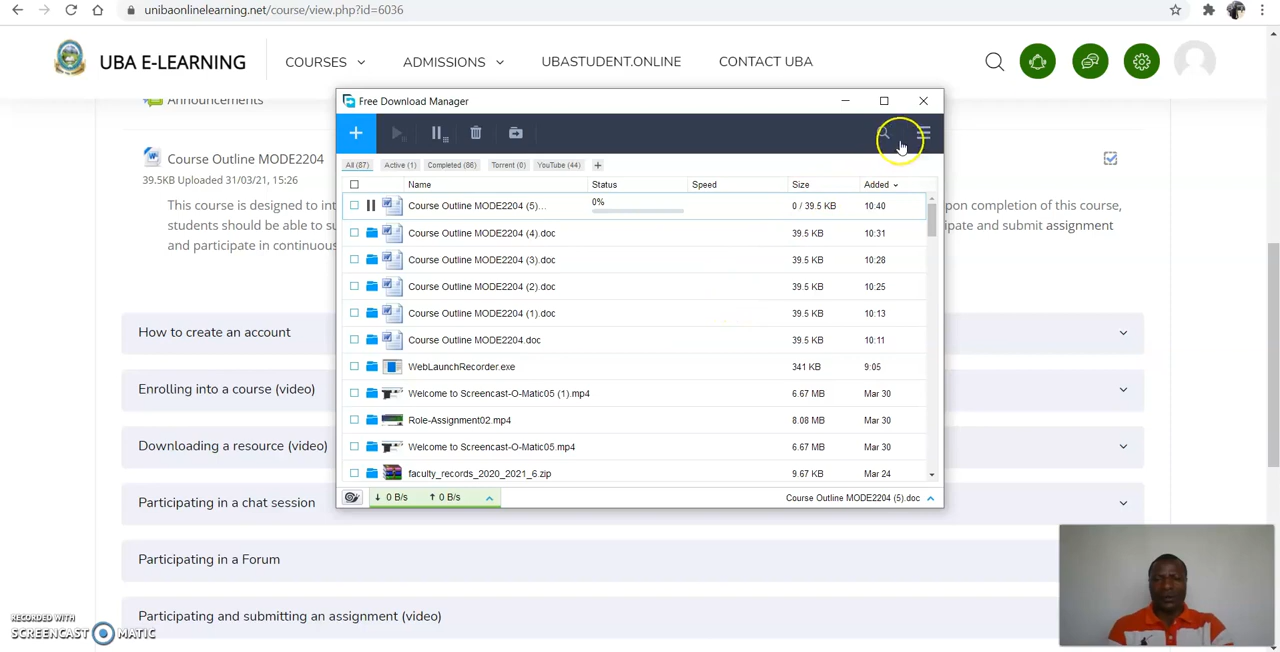 unibaonlinelearning.net/course/view.php?id=6036
UBA E-LEARNING
COURSES
ADMISSIONS
UBASTUDENT.ONLINE
CONTACT UBA
Announcements
Course Outline MODE2204
39.5KB Uploaded 31/03/21, 15:26
This course is designed to int
upon completion of this course,
students should be able to su
cipate and submit assignment
and participate in continuous
How to create an account
Enrolling into a course (video)
Downloading a resource (video)
Participating in a chat session
Participating in a Forum
Participating and submitting an assignment (video)
Free Download Manager
All (87) Active (1) Completed (86) Torrent (0) YouTube (44) +
Name Status Speed Size Added
Course Outline MODE2204 (5)... 0% 0 / 39.5 KB 10:40
Course Outline MODE2204 (4).doc 39.5 KB 10:31
Course Outline MODE2204 (3).doc 39.5 KB 10:28
Course Outline MODE2204 (2).doc 39.5 KB 10:25
Course Outline MODE2204 (1).doc 39.5 KB 10:13
Course Outline MODE2204.doc 39.5 KB 10:11
WebLaunchRecorder.exe 341 KB 9:05
Welcome to Screencast-O-Matic05 (1).mp4 6.67 MB Mar 30
Role-Assignment02.mp4 8.08 MB Mar 30
Welcome to Screencast-O-Matic05.mp4 6.67 MB Mar 30
faculty_records_2020_2021_6.zip 9.67 KB Mar 24
↓ 0 B/s ↑ 0 B/s
Course Outline MODE2204 (5).doc
RECORDED WITH
SCREENCAST MATIC